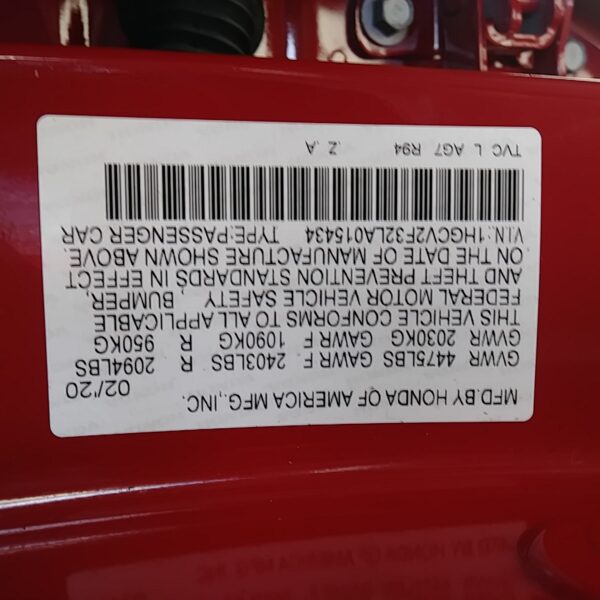 MFD.BY HONDA OF AMERICA MFG.,INC.
02/'20
GVWR 4475LBS GAWR F 2403LBS R 2094LBS
GVWR 2030KG GAWR F 1090KG R 950KG
THIS VEHICLE CONFORMS TO ALL APPLICABLE
FEDERAL MOTOR VEHICLE SAFETY , BUMPER,
AND THEFT PREVENTION STANDARDS IN EFFECT
ON THE DATE OF MANUFACTURE SHOWN ABOVE.
V.I.N:1HGCV2F32LA015434 TYPE:PASSENGER CAR
TVC L AG7 R94 .Z .A